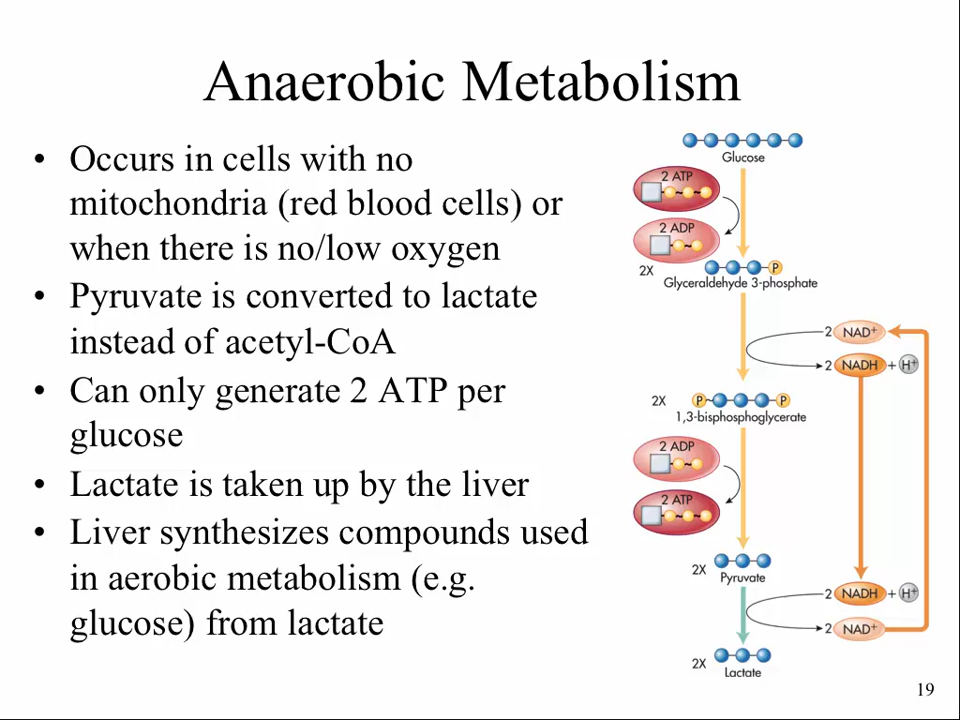 Anaerobic Metabolism
• Occurs in cells with no
mitochondria (red blood cells) or
when there is no/low oxygen
• Pyruvate is converted to lactate
instead of acetyl-CoA
• Can only generate 2 ATP per
glucose
• Lactate is taken up by the liver
• Liver synthesizes compounds used
in aerobic metabolism (e.g.
glucose) from lactate
Glucose
2 ATP
2 ADP
2X
P
Glyceraldehyde 3-phosphate
2 NAD+
2 NADH + H+
2X P P
1,3-bisphosphoglycerate
2 ADP
2 ATP
2X
Pyruvate
2 NADH + H+
2 NAD+
2X
Lactate
19